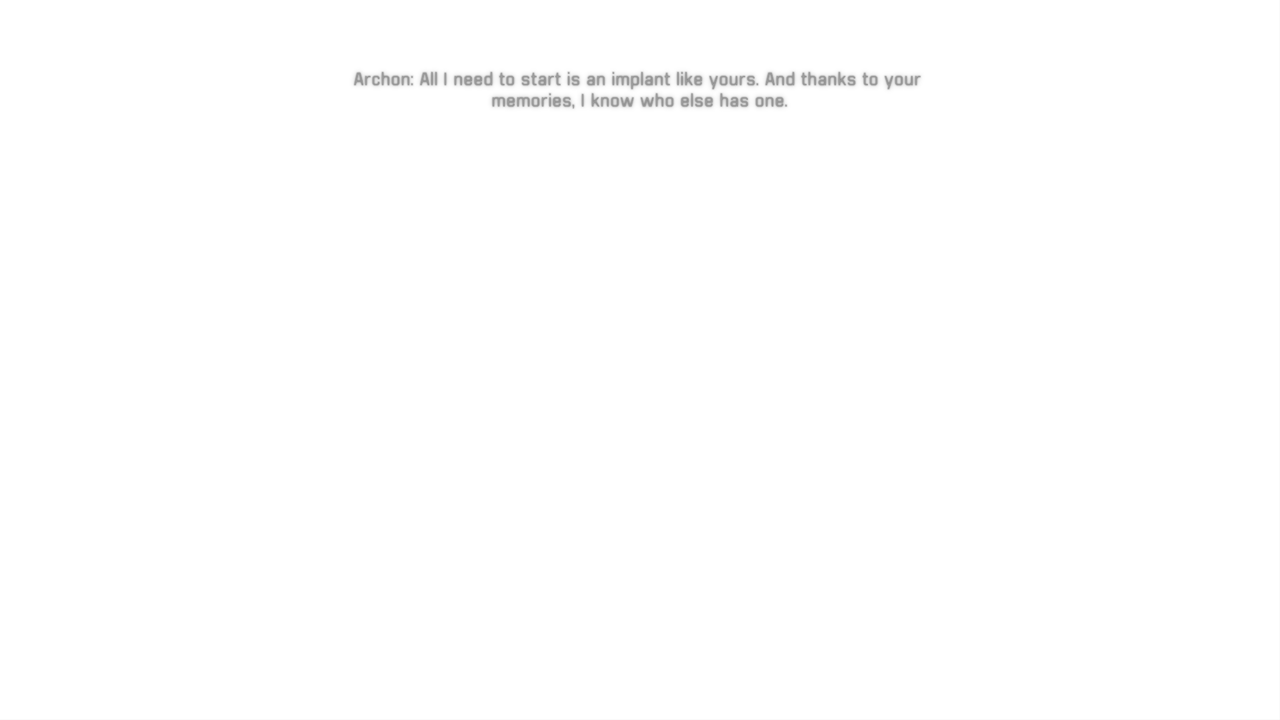 Archon: All I need to start is an implant like yours. And thanks to your
memories, I know who else has one.